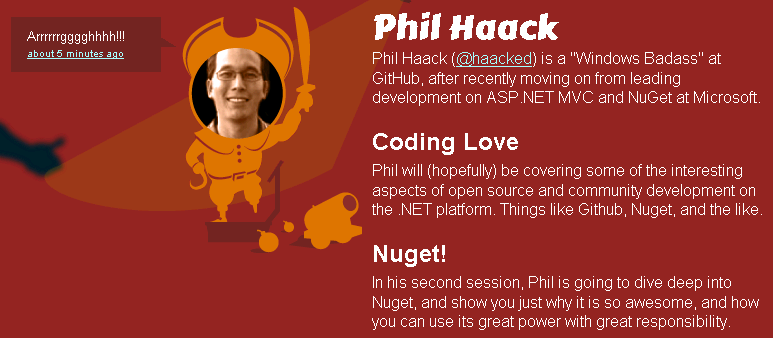 Arrrrrrgggghhhh!!!
about 5 minutes ago
Phil Haack
Phil Haack (@haacked) is a "Windows Badass" at
GitHub, after recently moving on from leading
development on ASP.NET MVC and NuGet at Microsoft.
Coding Love
Phil will (hopefully) be covering some of the interesting
aspects of open source and community development on
the .NET platform. Things like Github, Nuget, and the like.
Nuget!
In his second session, Phil is going to dive deep into
Nuget, and show you just why it is so awesome, and how
you can use its great power with great responsibility.